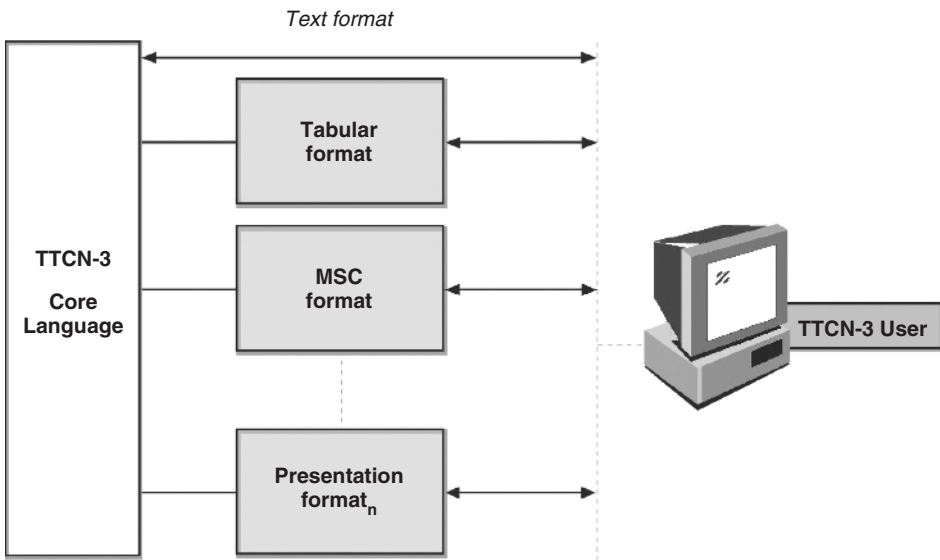 Text format
Tabular
format
TTCN-3
Core
Language
MSC
format
TTCN-3 User
Presentation
formatn